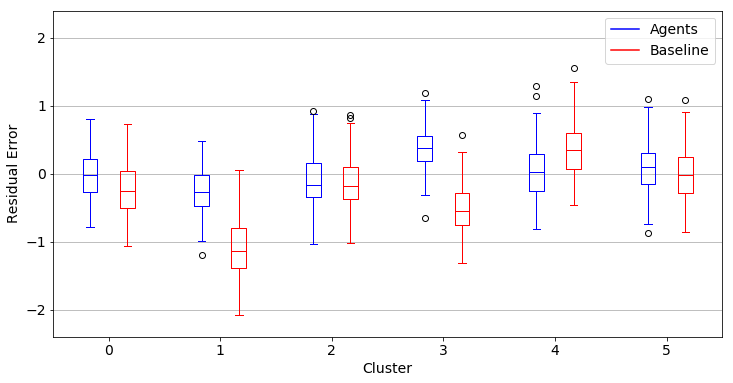 Agents
Baseline
Residual Error
2
1
0
−1
−2
0 1 2 3 4 5
Cluster